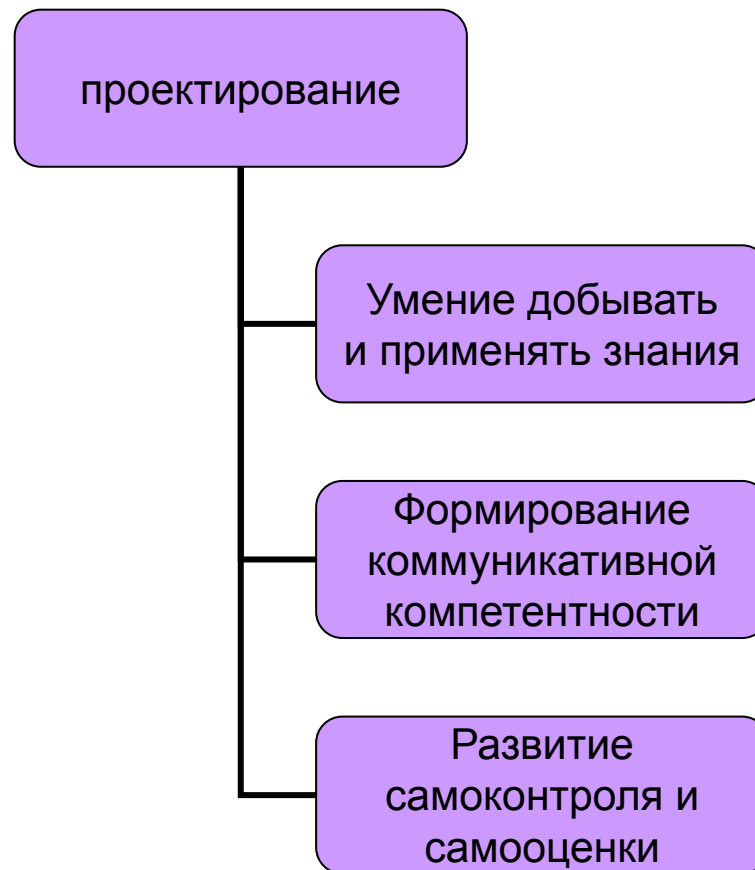 проектирование
Умение добывать
и применять знания
Формирование
коммуникативной
компетентности
Развитие
самоконтроля и
самооценки